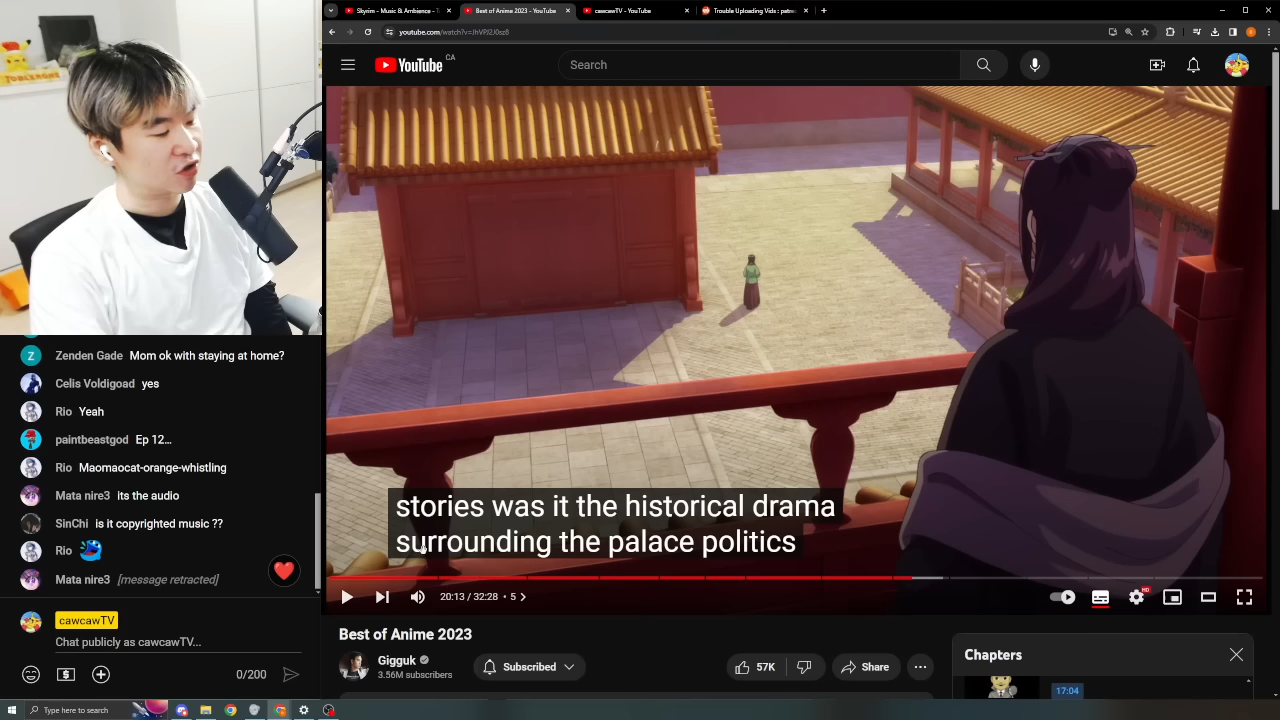 Skyrim - Music & Ambience - T
Best of Anime 2023 - YouTube
cawcawTV - YouTube
Trouble Uploading Vids : patre
youtube.com/watch?v=JhVPJ2J0sz8
YouTube CA
Search
TOBLERONE
stories was it the historical drama
surrounding the palace politics
20:13 / 32:28 • 5
HD
Best of Anime 2023
Gigguk
3.56M subscribers
Subscribed
57K
Share
Chapters
17:04
Zenden Gade Mom ok with staying at home?
Celis Voldigoad yes
Rio Yeah
paintbeastgod Ep 12...
Rio Maomaocat-orange-whistling
Mata nire3 its the audio
SinChi is it copyrighted music ??
Rio
Mata nire3 [message retracted]
cawcawTV
Chat publicly as cawcawTV...
0/200
Type here to search